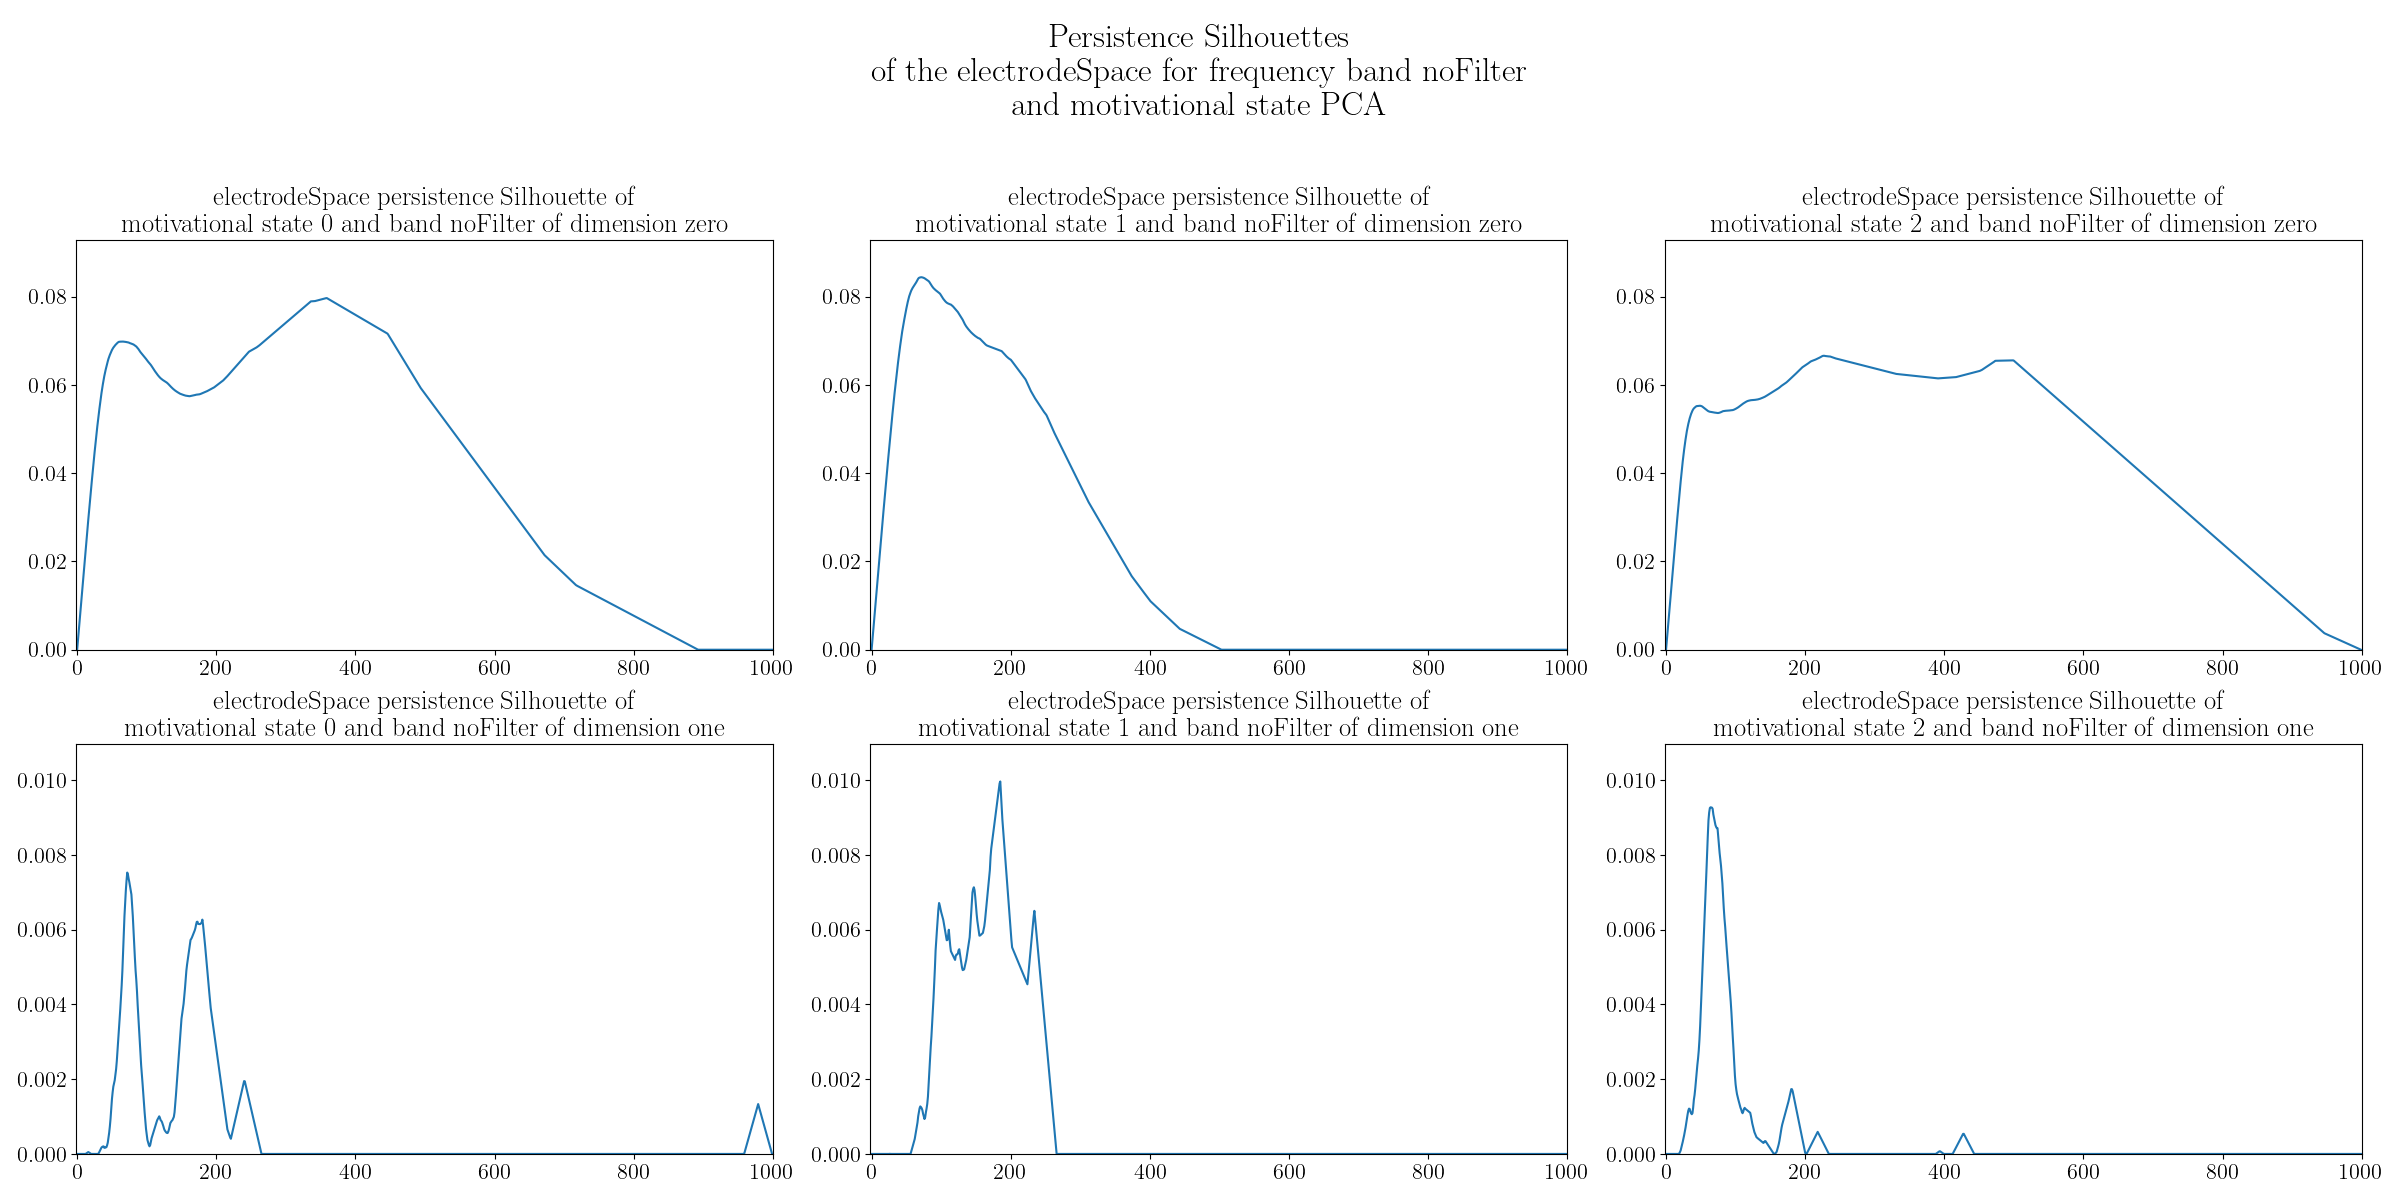 Persistence Silhouettes
of the electrodeSpace for frequency band noFilter
and motivational state PCA
electrodeSpace persistence Silhouette of
motivational state 0 and band noFilter of dimension zero
0.08
0.06
0.04
0.02
0.00
0 200 400 600 800 1000
electrodeSpace persistence Silhouette of
motivational state 1 and band noFilter of dimension zero
0.08
0.06
0.04
0.02
0.00
0 200 400 600 800 1000
electrodeSpace persistence Silhouette of
motivational state 2 and band noFilter of dimension zero
0.08
0.06
0.04
0.02
0.00
0 200 400 600 800 1000
electrodeSpace persistence Silhouette of
motivational state 0 and band noFilter of dimension one
0.010
0.008
0.006
0.004
0.002
0.000
0 200 400 600 800 1000
electrodeSpace persistence Silhouette of
motivational state 1 and band noFilter of dimension one
0.010
0.008
0.006
0.004
0.002
0.000
0 200 400 600 800 1000
electrodeSpace persistence Silhouette of
motivational state 2 and band noFilter of dimension one
0.010
0.008
0.006
0.004
0.002
0.000
0 200 400 600 800 1000